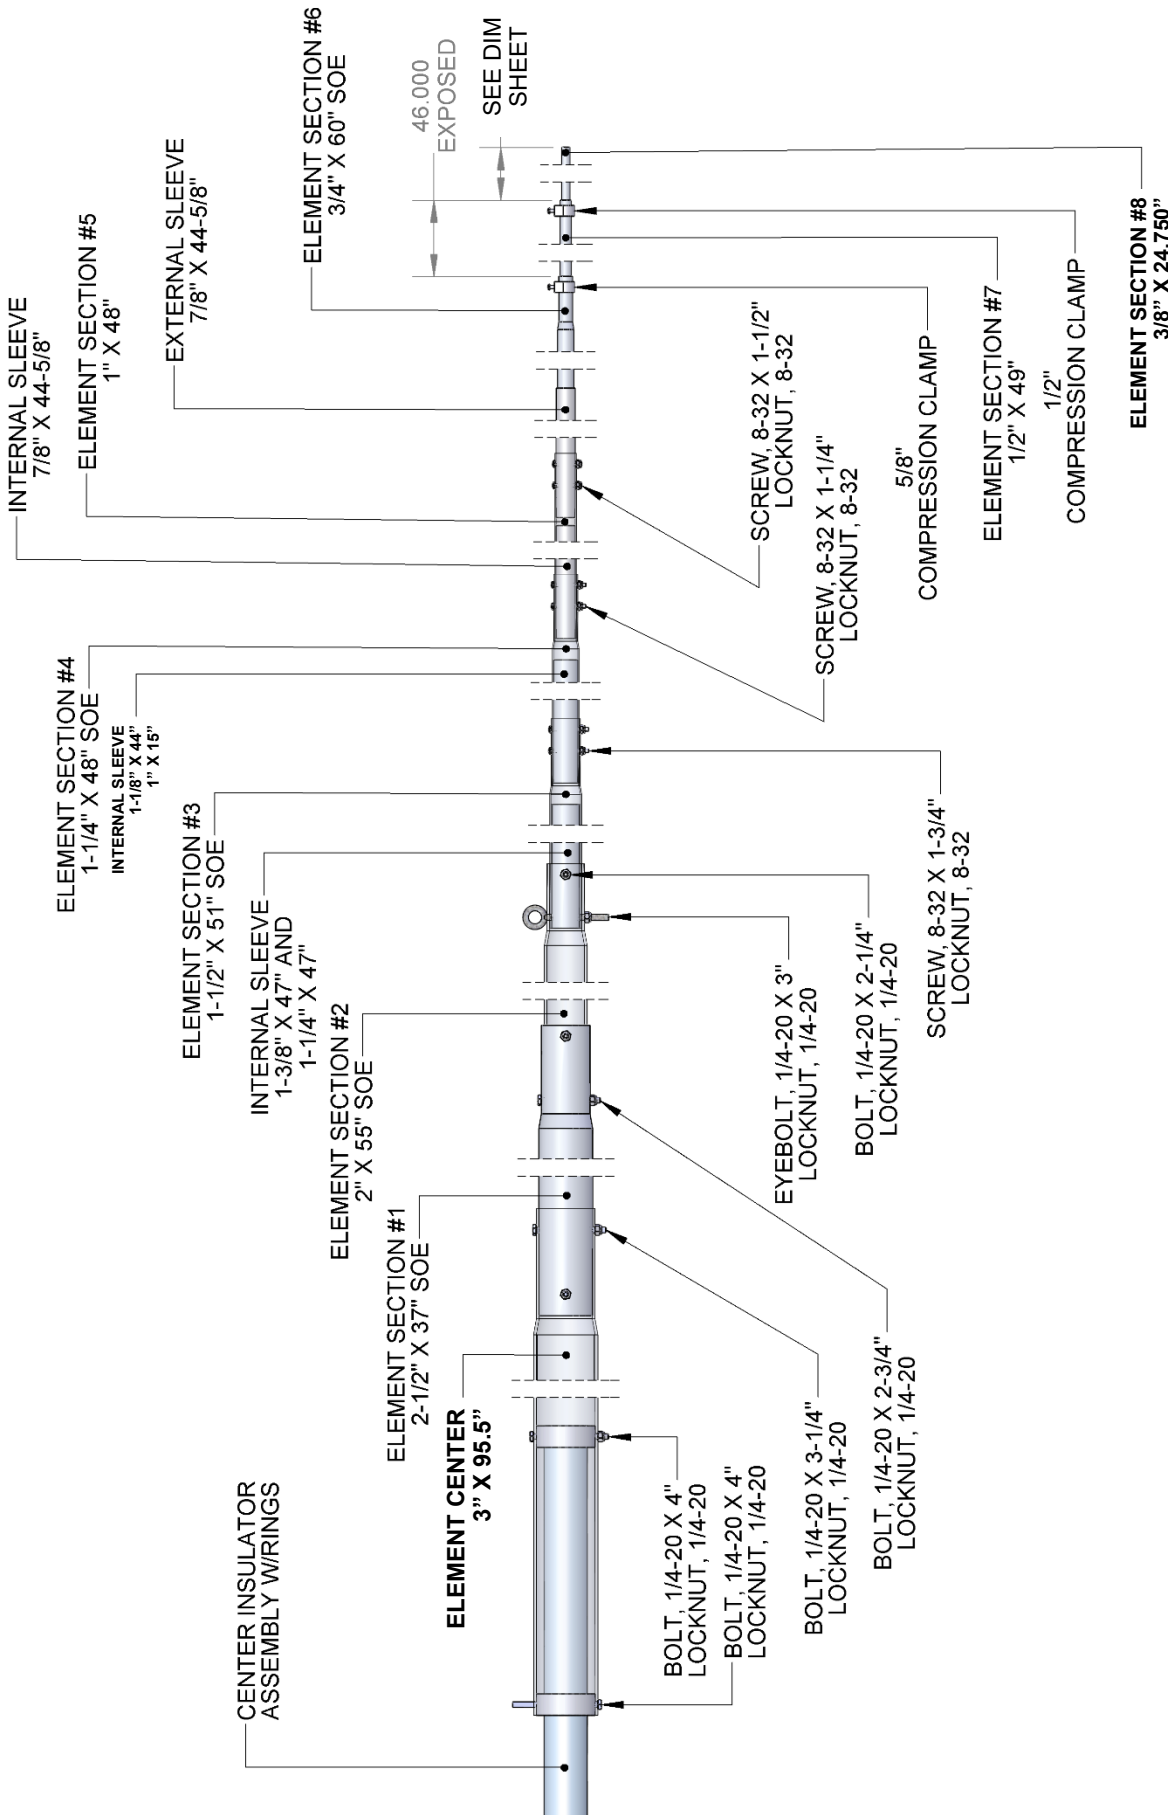 INTERNAL SLEEVE
7/8" X 44-5/8"
ELEMENT SECTION #5
1" X 48"
EXTERNAL SLEEVE
7/8" X 44-5/8"
ELEMENT SECTION #6
3/4" X 60" SOE
46.000
EXPOSED
SEE DIM
SHEET
ELEMENT SECTION #4
1-1/4" X 48" SOE
INTERNAL SLEEVE
1-1/8" X 44"
1" X 15"
ELEMENT SECTION #3
1-1/2" X 51" SOE
INTERNAL SLEEVE
1-3/8" X 47" AND
1-1/4" X 47"
ELEMENT SECTION #2
2" X 55" SOE
ELEMENT SECTION #1
2-1/2" X 37" SOE
ELEMENT CENTER
3” X 95.5”
CENTER INSULATOR
ASSEMBLY W/RINGS
BOLT, 1/4-20 X 4"
LOCKNUT, 1/4-20
BOLT, 1/4-20 X 4"
LOCKNUT, 1/4-20
BOLT, 1/4-20 X 3-1/4"
LOCKNUT, 1/4-20
BOLT, 1/4-20 X 2-3/4"
LOCKNUT, 1/4-20
EYEBOLT, 1/4-20 X 3"
LOCKNUT, 1/4-20
BOLT, 1/4-20 X 2-1/4"
LOCKNUT, 1/4-20
SCREW, 8-32 X 1-3/4"
LOCKNUT, 8-32
SCREW, 8-32 X 1-1/4"
LOCKNUT, 8-32
SCREW, 8-32 X 1-1/2"
LOCKNUT, 8-32
5/8"
COMPRESSION CLAMP
ELEMENT SECTION #7
1/2" X 49"
1/2"
COMPRESSION CLAMP
ELEMENT SECTION #8
3/8” X 24.750”